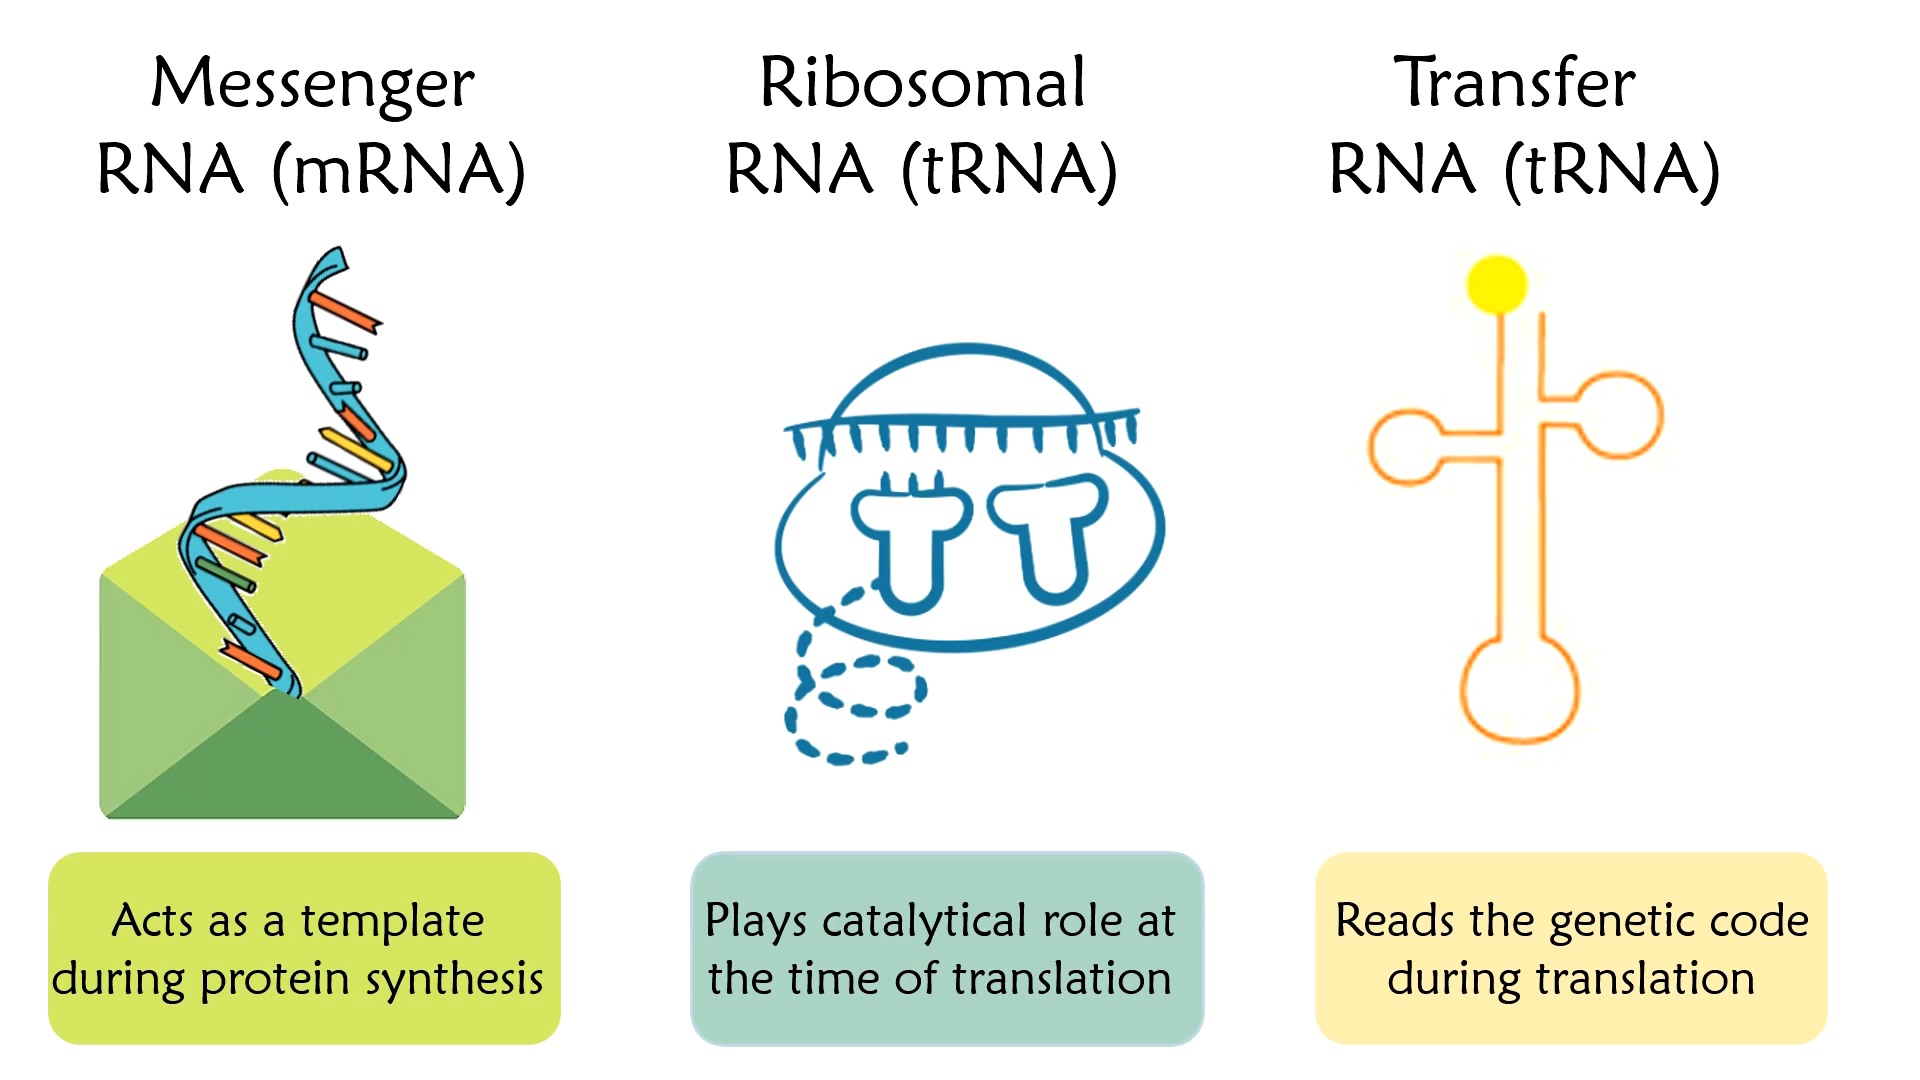 Messenger
RNA (mRNA)
Acts as a template
during protein synthesis
Ribosomal
RNA (tRNA)
Plays catalytical role at
the time of translation
Transfer
RNA (tRNA)
Reads the genetic code
during translation